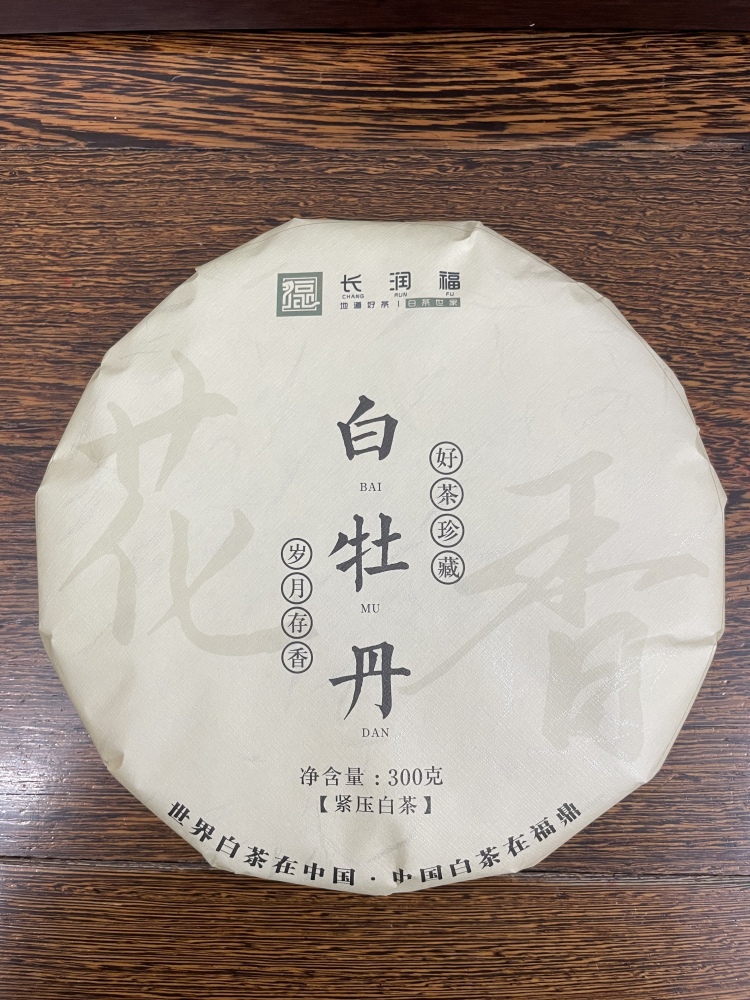 长润福
CHANG RUN FU
地道好茶 | 白茶世家
花香
白牡丹
BAI MU DAN
好茶珍藏
岁月存香
净含量：300克
【紧压白茶】
世界白茶在中国·中国白茶在福鼎